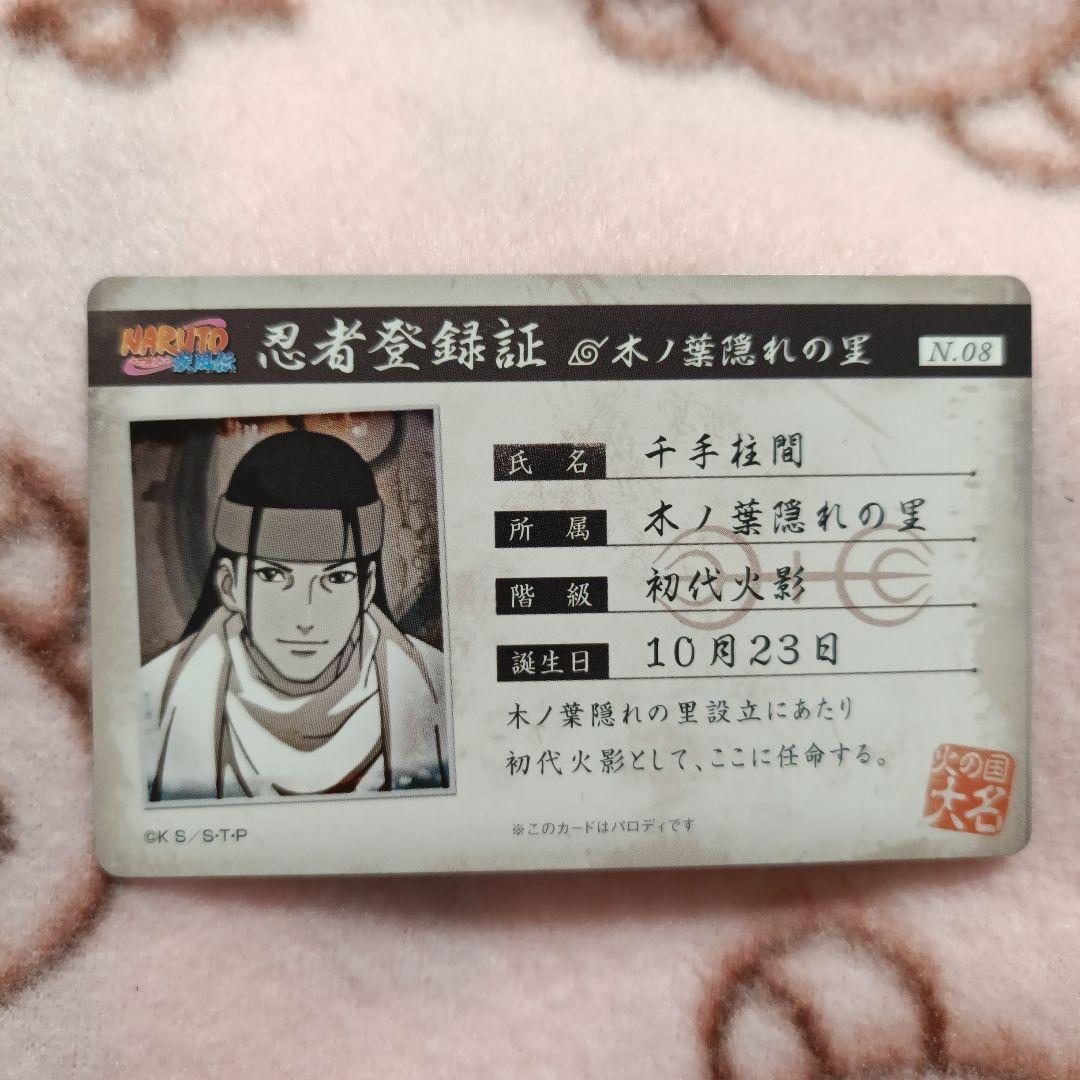 NARUTO 疾風伝
忍者登録証 木ノ葉隠れの里 N.08
氏名 千手柱間
所属 木ノ葉隠れの里
階級 初代火影
誕生日 10月23日
木ノ葉隠れの里設立にあたり
初代火影として、ここに任命する。
火の国
大名
©K S／S・T・P
※このカードはパロディです